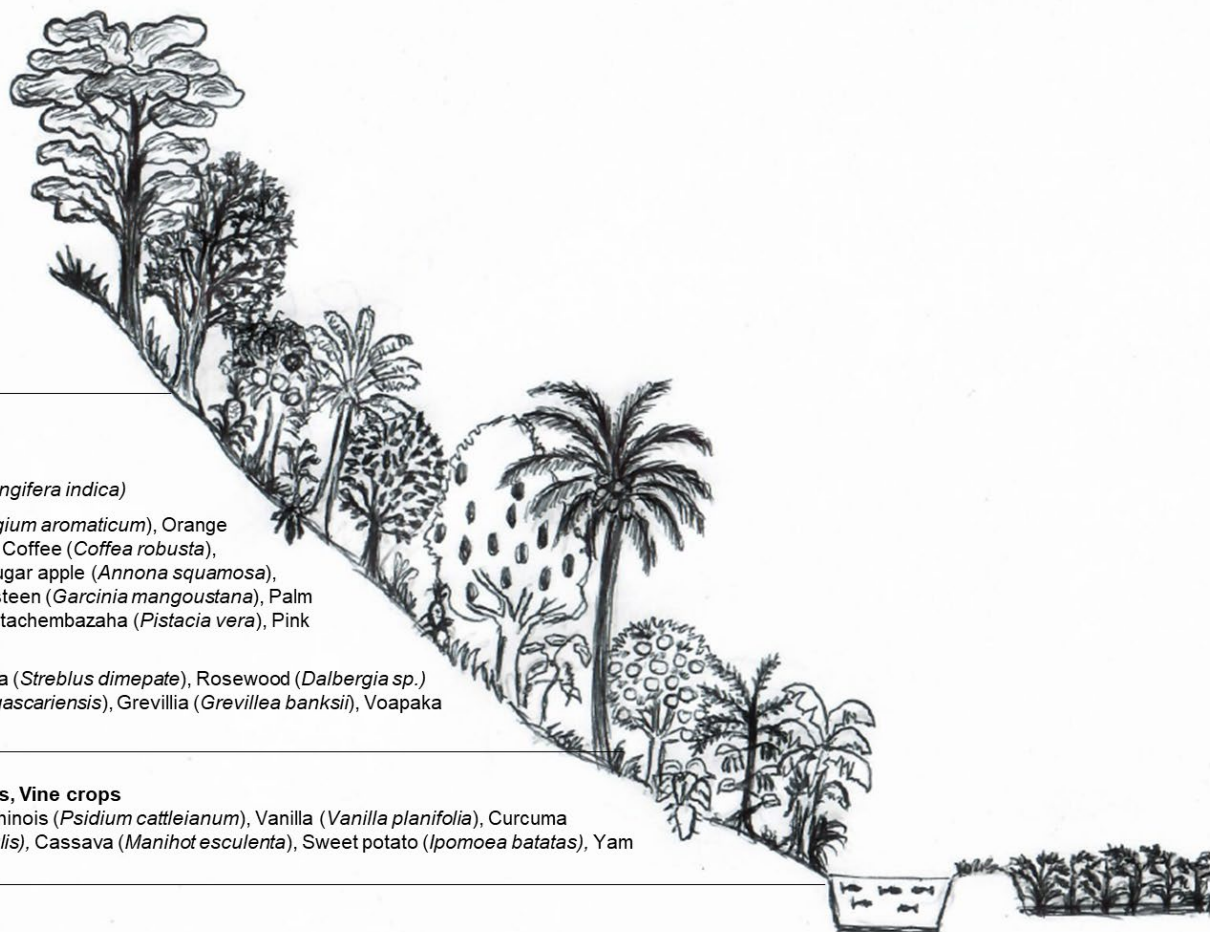 ngifera indica)
gium aromaticum), Orange
Coffee (Coffea robusta),
ugar apple (Annona squamosa),
steen (Garcinia mangoustana), Palm
tachembazaha (Pistacia vera), Pink
a (Streblus dimepate), Rosewood (Dalbergia sp.)
gascariensis), Grevillia (Grevillea banksii), Voapaka
s, Vine crops
ninois (Psidium cattleianum), Vanilla (Vanilla planifolia), Curcuma
lis), Cassava (Manihot esculenta), Sweet potato (Ipomoea batatas), Yam